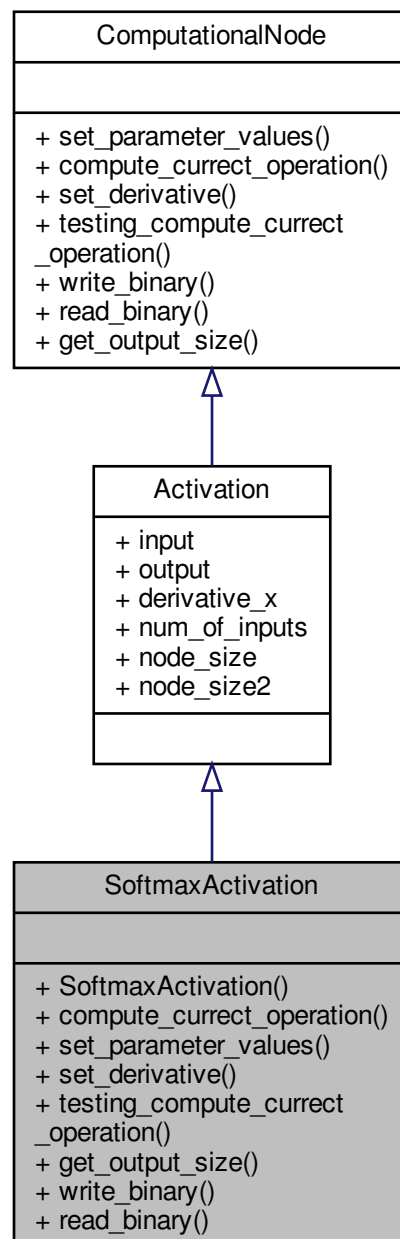 ComputationalNode
+ set_parameter_values()
+ compute_currect_operation()
+ set_derivative()
+ testing_compute_currect
_operation()
+ write_binary()
+ read_binary()
+ get_output_size()
Activation
+ input
+ output
+ derivative_x
+ num_of_inputs
+ node_size
+ node_size2
SoftmaxActivation
+ SoftmaxActivation()
+ compute_currect_operation()
+ set_parameter_values()
+ set_derivative()
+ testing_compute_currect
_operation()
+ get_output_size()
+ write_binary()
+ read_binary()